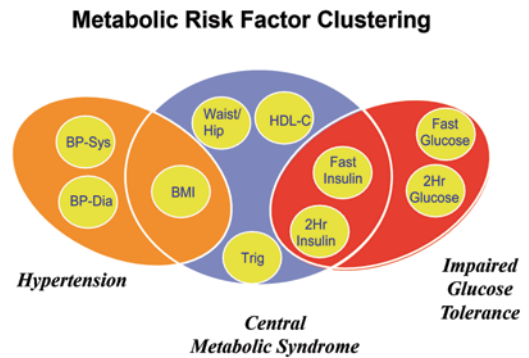 Metabolic Risk Factor Clustering
BP-Sys
BP-Dia
BMI
Waist/
Hip
HDL-C
Trig
Fast
Insulin
2Hr
Insulin
Fast
Glucose
2Hr
Glucose
Hypertension
Central
Metabolic Syndrome
Impaired
Glucose
Tolerance